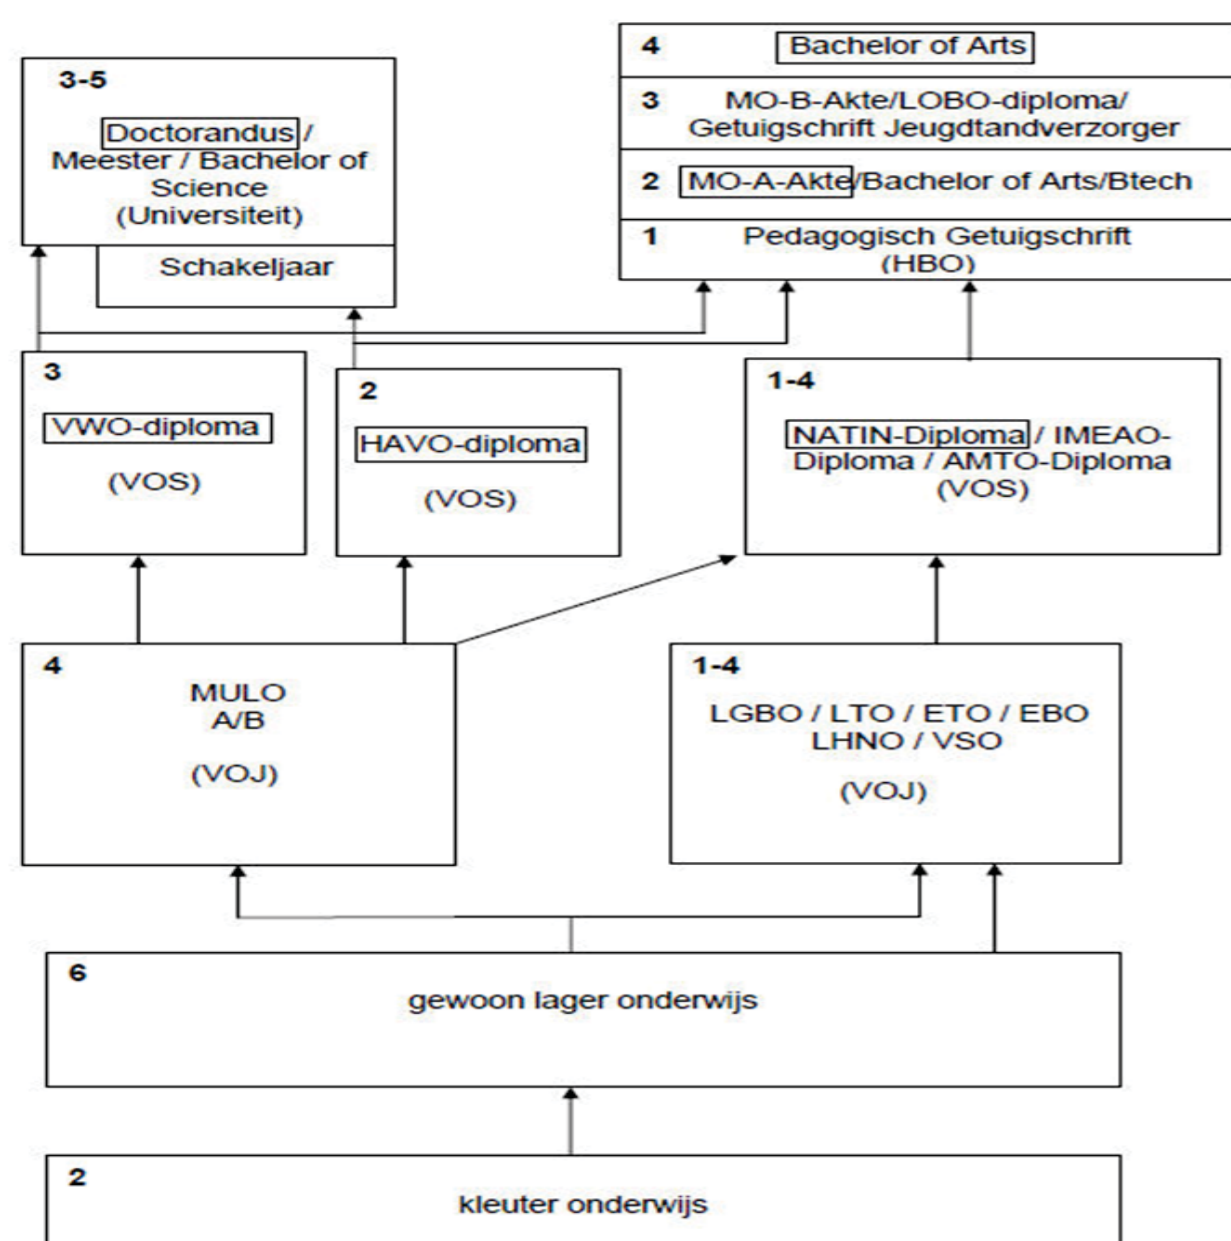 3-5
Doctorandus /
Meester / Bachelor of
Science
(Universiteit)
Schakeljaar
4 Bachelor of Arts
3 MO-B-Akte/LOBO-diploma/
Getuigschrift Jeugdtandverzorger
2 MO-A-Akte/Bachelor of Arts/Btech
1 Pedagogisch Getuigschrift
(HBO)
3
VWO-diploma
(VOS)
2
HAVO-diploma
(VOS)
1-4
NATIN-Diploma / IMEAO-
Diploma / AMTO-Diploma
(VOS)
4
MULO
A/B
(VOJ)
1-4
LGBO / LTO / ETO / EBO
LHNO / VSO
(VOJ)
6
gewoon lager onderwijs
2
kleuter onderwijs